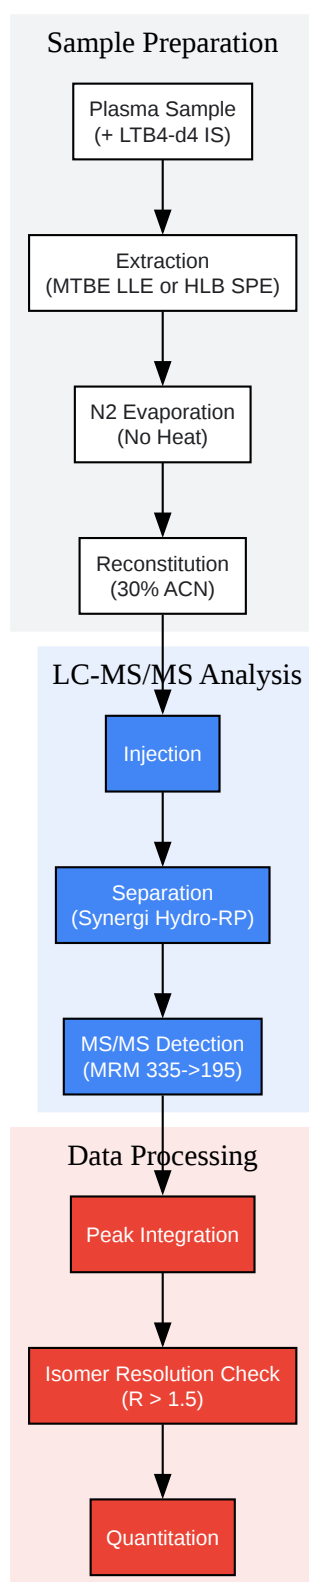 Sample Preparation
Plasma Sample
(+ LTB4-d4 IS)
Extraction
(MTBE LLE or HLB SPE)
N2 Evaporation
(No Heat)
Reconstitution
(30% ACN)
LC-MS/MS Analysis
Injection
Separation
(Synergi Hydro-RP)
MS/MS Detection
(MRM 335->195)
Data Processing
Peak Integration
Isomer Resolution Check
(R > 1.5)
Quantitation